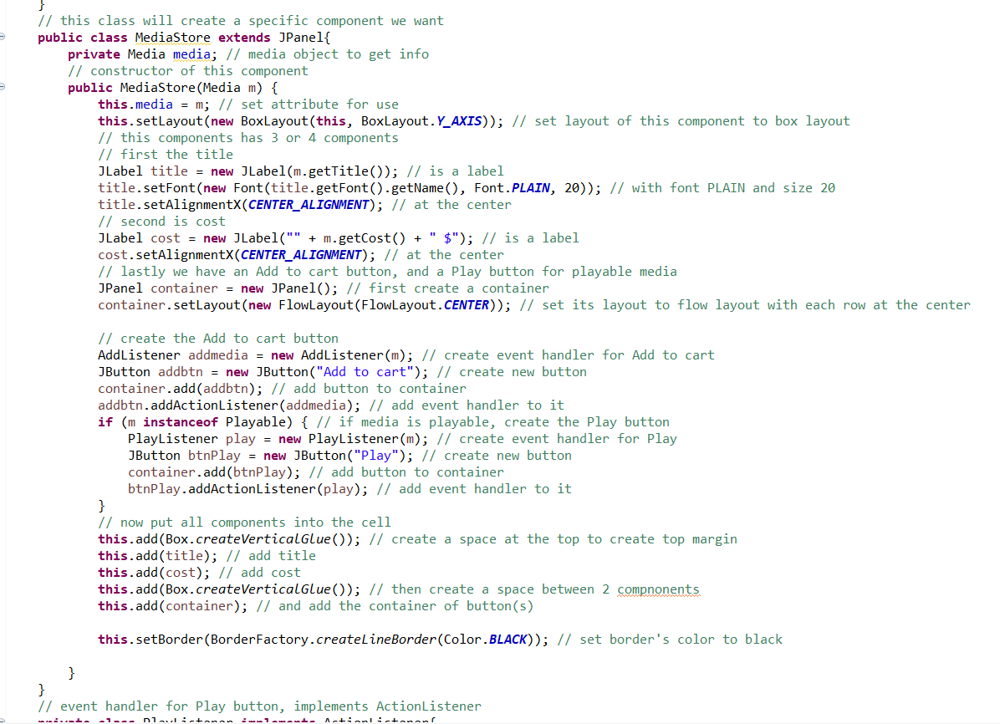 }
// this class will create a specific component we want
public class MediaStore extends JPanel{
private Media media; // media object to get info
// constructor of this component
public MediaStore(Media m) {
this.media = m; // set attribute for use
this.setLayout(new BoxLayout(this, BoxLayout.Y_AXIS)); // set layout of this component to box layout
// this components has 3 or 4 components
// first the title
JLabel title = new JLabel(m.getTitle()); // is a label
title.setFont(new Font(title.getFont().getName(), Font.PLAIN, 20)); // with font PLAIN and size 20
title.setAlignmentX(CENTER_ALIGNMENT); // at the center
// second is cost
JLabel cost = new JLabel("" + m.getCost() + " $"); // is a label
cost.setAlignmentX(CENTER_ALIGNMENT); // at the center
// lastly we have an Add to cart button, and a Play button for playable media
JPanel container = new JPanel(); // first create a container
container.setLayout(new FlowLayout(FlowLayout.CENTER)); // set its layout to flow layout with each row at the center
// create the Add to cart button
AddListener addmedia = new AddListener(m); // create event handler for Add to cart
JButton addbtn = new JButton("Add to cart"); // create new button
container.add(addbtn); // add button to container
addbtn.addActionListener(addmedia); // add event handler to it
if (m instanceof Playable) { // if media is playable, create the Play button
PlayListener play = new PlayListener(m); // create event handler for Play
JButton btnPlay = new JButton("Play"); // create new button
container.add(btnPlay); // add button to container
btnPlay.addActionListener(play); // add event handler to it
}
// now put all components into the cell
this.add(Box.createVerticalGlue()); // create a space at the top to create top margin
this.add(title); // add title
this.add(cost); // add cost
this.add(Box.createVerticalGlue()); // then create a space between 2 compnonents
this.add(container); // and add the container of button(s)
this.setBorder(BorderFactory.createLineBorder(Color.BLACK)); // set border's color to black
}
}
// event handler for Play button, implements ActionListener
private class PlayListener implements ActionListener{